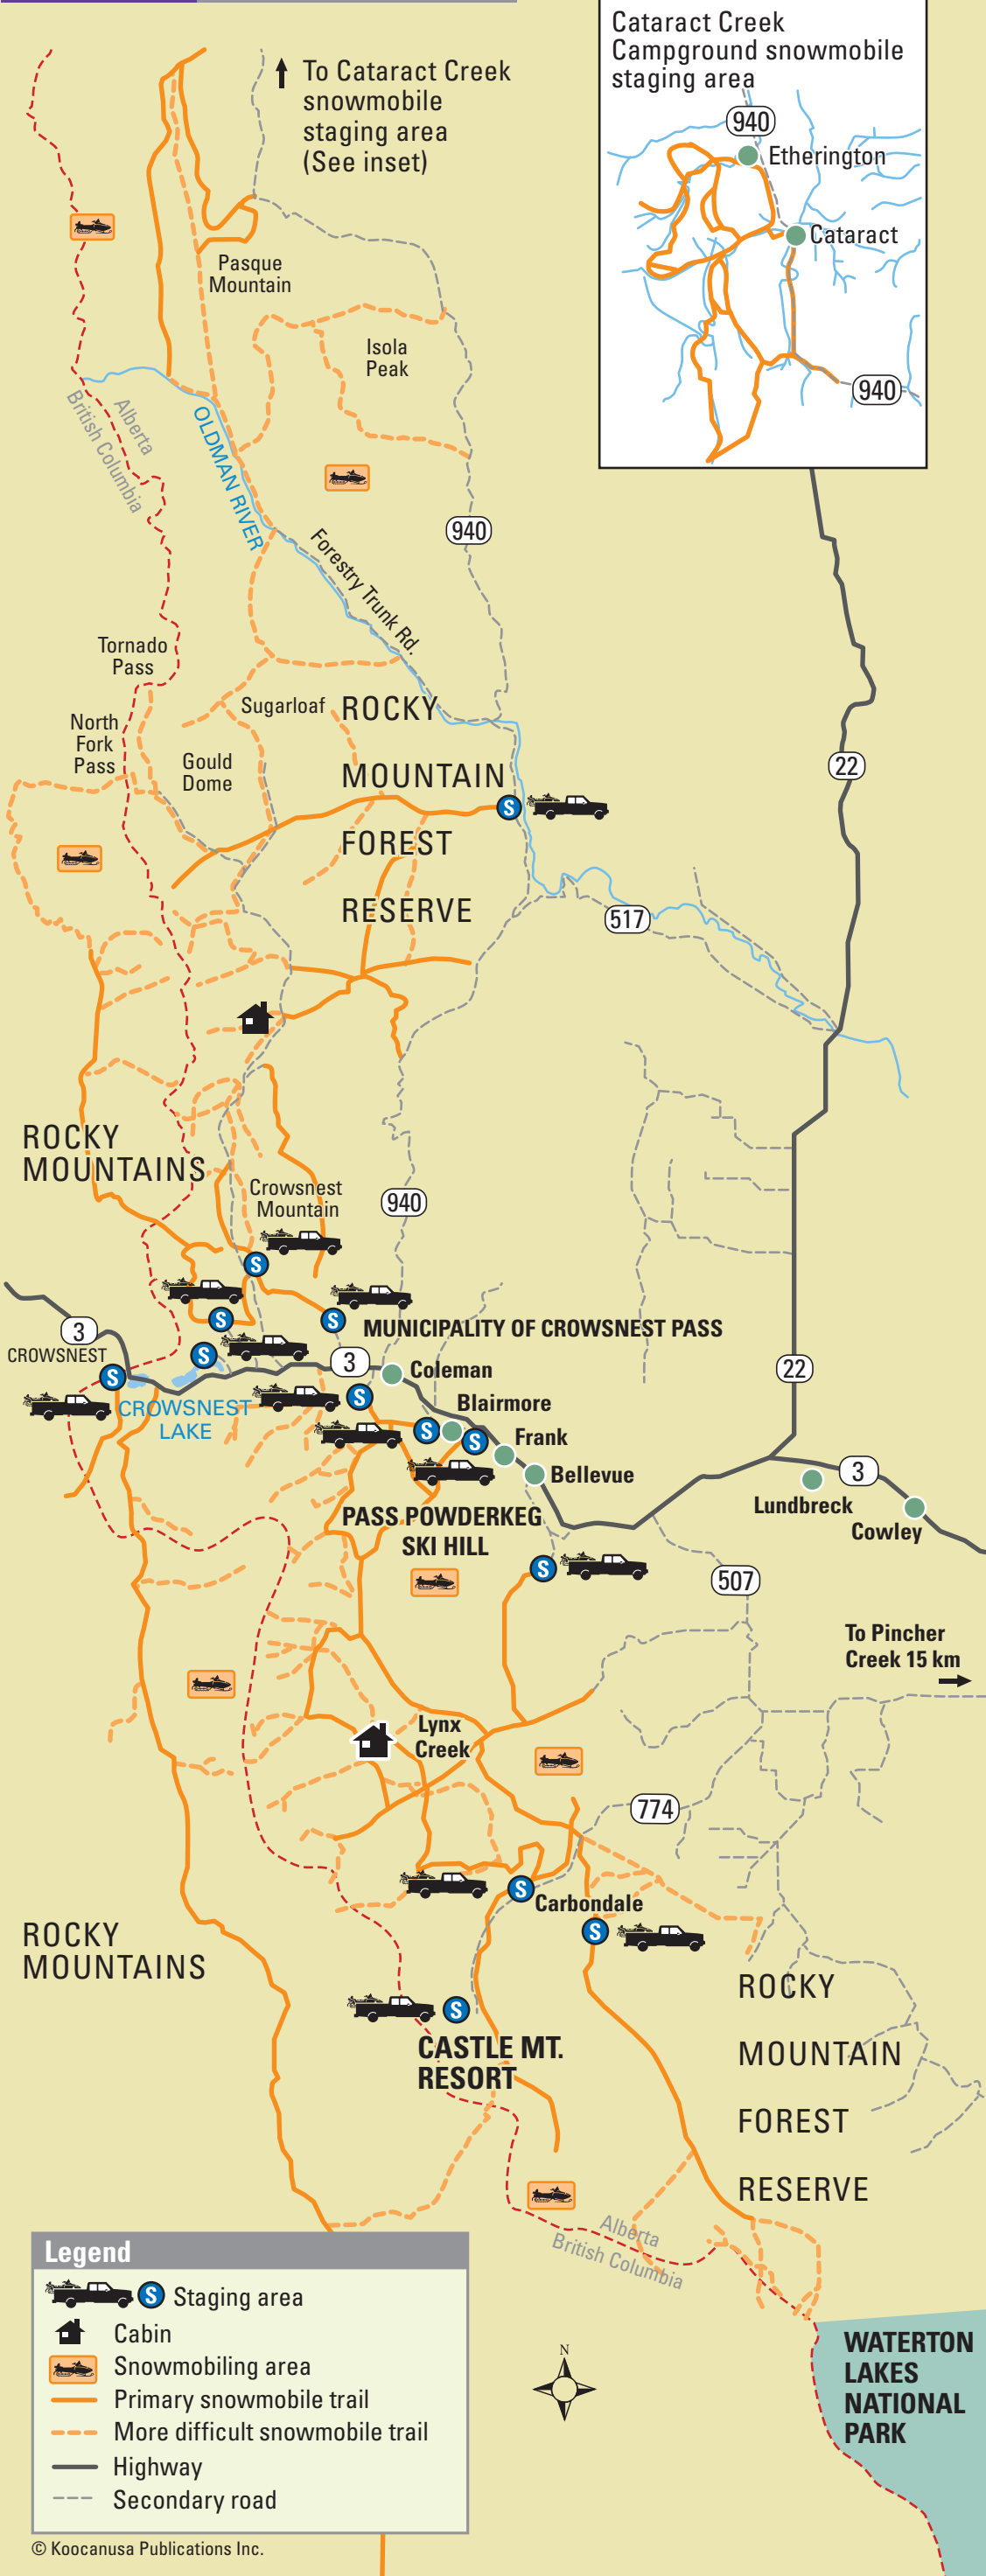 Cataract Creek
Campground snowmobile
staging area
940
Etherington
Cataract
940
To Cataract Creek
snowmobile
staging area
(See inset)
Pasque
Mountain
Isola
Peak
Alberta
British Columbia
OLDMAN RIVER
940
Forestry Trunk Rd.
Tornado
Pass
North
Fork
Pass
Sugarloaf
Gould
Dome
ROCKY
MOUNTAIN
FOREST
RESERVE
22
517
ROCKY
MOUNTAINS
940
Crowsnest
Mountain
S
S
S
MUNICIPALITY OF CROWSNEST PASS
3
CROWSNEST
S
S
3
Coleman
22
CROWSNEST
LAKE
S
S
S
S
Blairmore
Frank
Bellevue
3
Lundbreck
Cowley
PASS POWDERKEG
SKI HILL
S
507
To Pincher
Creek 15 km
Lynx
Creek
774
S
Carbondale
S
ROCKY
MOUNTAINS
ROCKY
MOUNTAIN
FOREST
RESERVE
S
CASTLE MT.
RESORT
Alberta
British Columbia
WATERTON
LAKES
NATIONAL
PARK
N
Legend
S Staging area
Cabin
Snowmobiling area
Primary snowmobile trail
More difficult snowmobile trail
Highway
Secondary road
© Koocanusa Publications Inc.